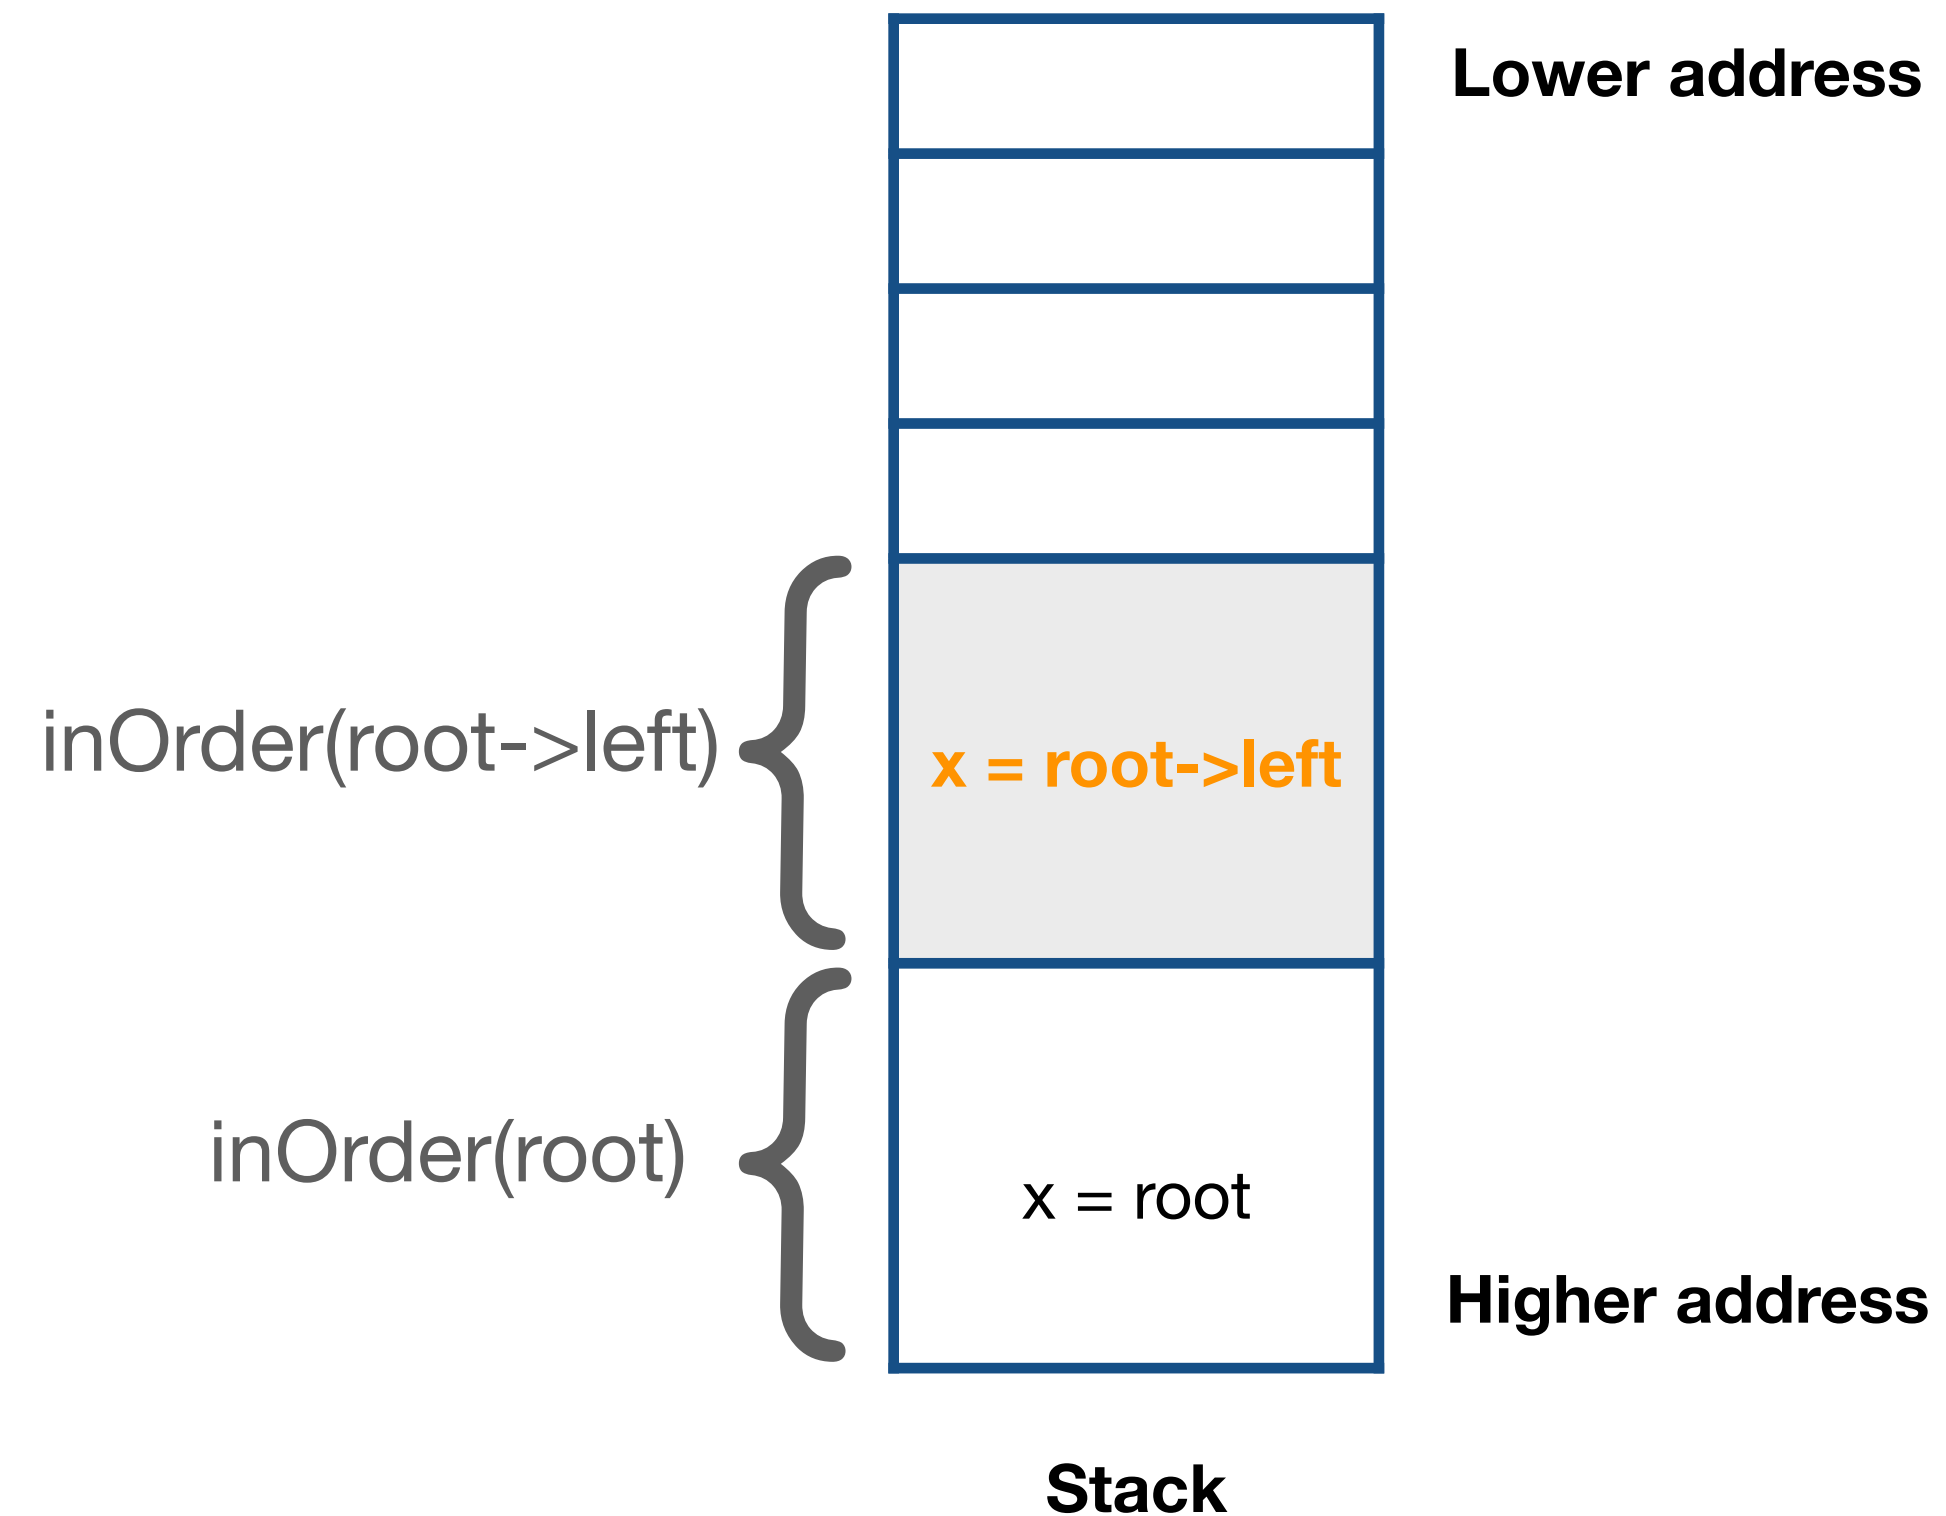 Lower address
inOrder(root->left)
x = root->left
inOrder(root)
x = root
Higher address
Stack